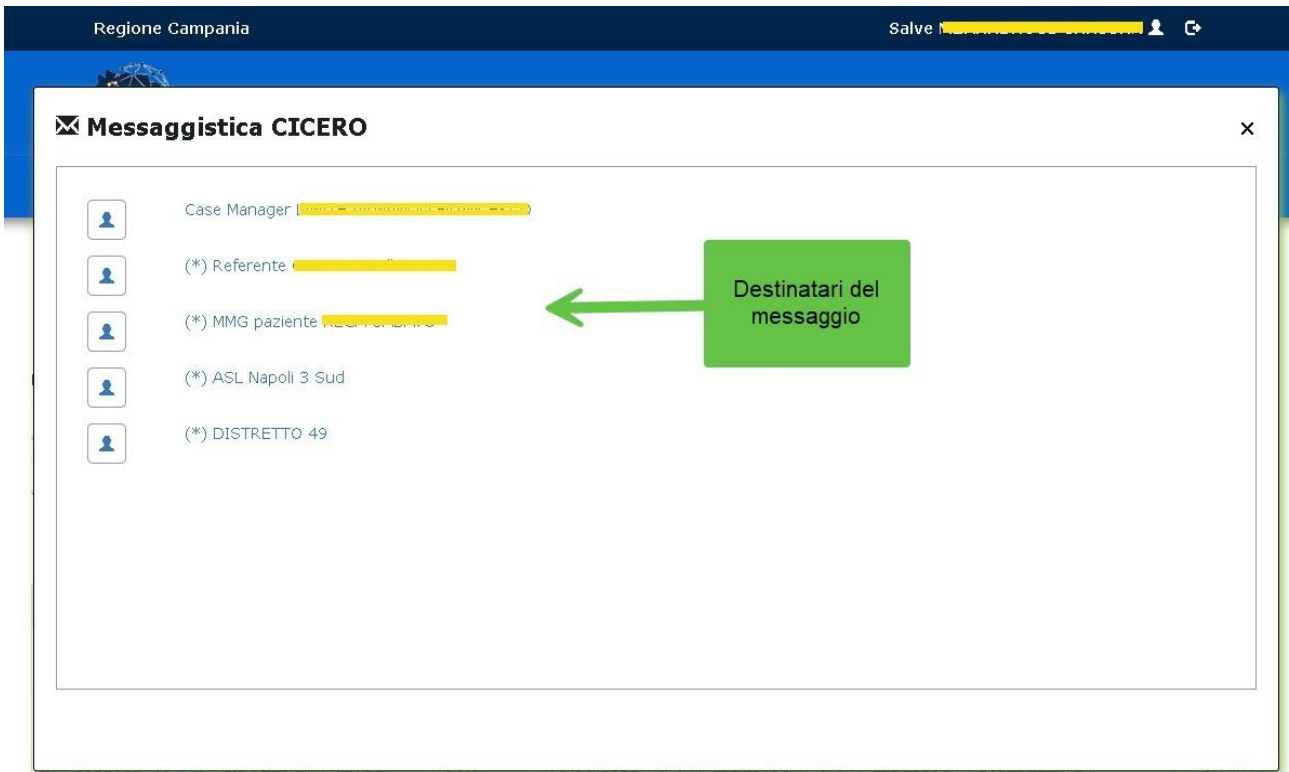 Regione Campania
Salve
Messaggistica CICERO
Case Manager
(*) Referente
(*) MMG paziente
(*) ASL Napoli 3 Sud
(*) DISTRETTO 49
Destinatari del
messaggio